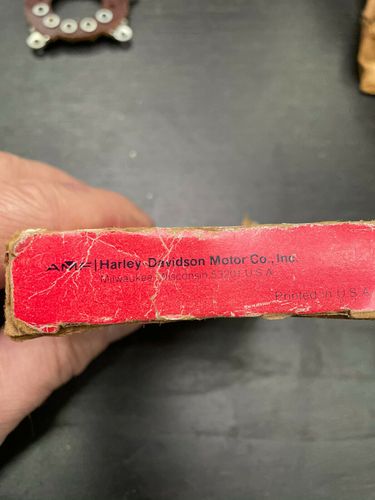 AMF | Harley-Davidson Motor Co., Inc.
Milwaukee, Wisconsin 53201 U.S.A.
Printed in U.S.A.